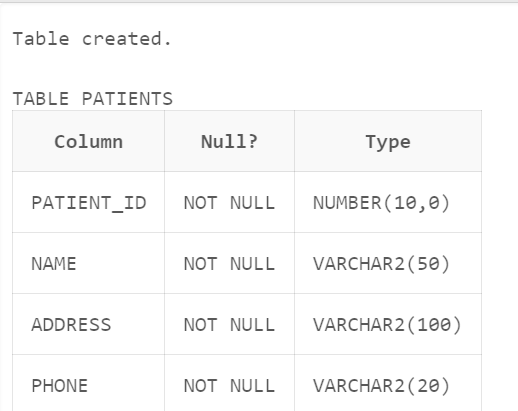 Table created.
TABLE PATIENTS
Column Null? Type
PATIENT_ID NOT NULL NUMBER(10,0)
NAME NOT NULL VARCHAR2(50)
ADDRESS NOT NULL VARCHAR2(100)
PHONE NOT NULL VARCHAR2(20)